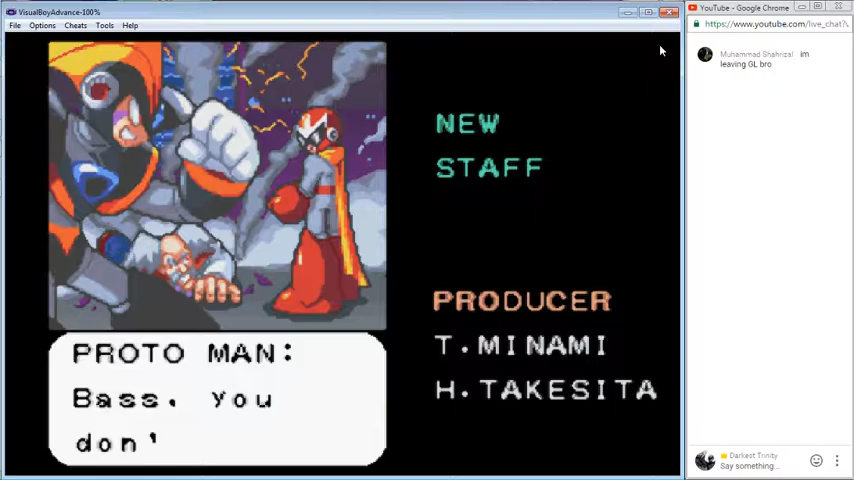 VisualBoyAdvance-100%
File Options Cheats Tools Help
NEW
STAFF
PRODUCER
T.MINAMI
H.TAKESITA
PROTO MAN:
Bass, you
don'
YouTube - Google Chrome
https://www.youtube.com/live_chat?v
Muhammad Shahrizal im
leaving GL bro
Darkest Trinity
Say something...